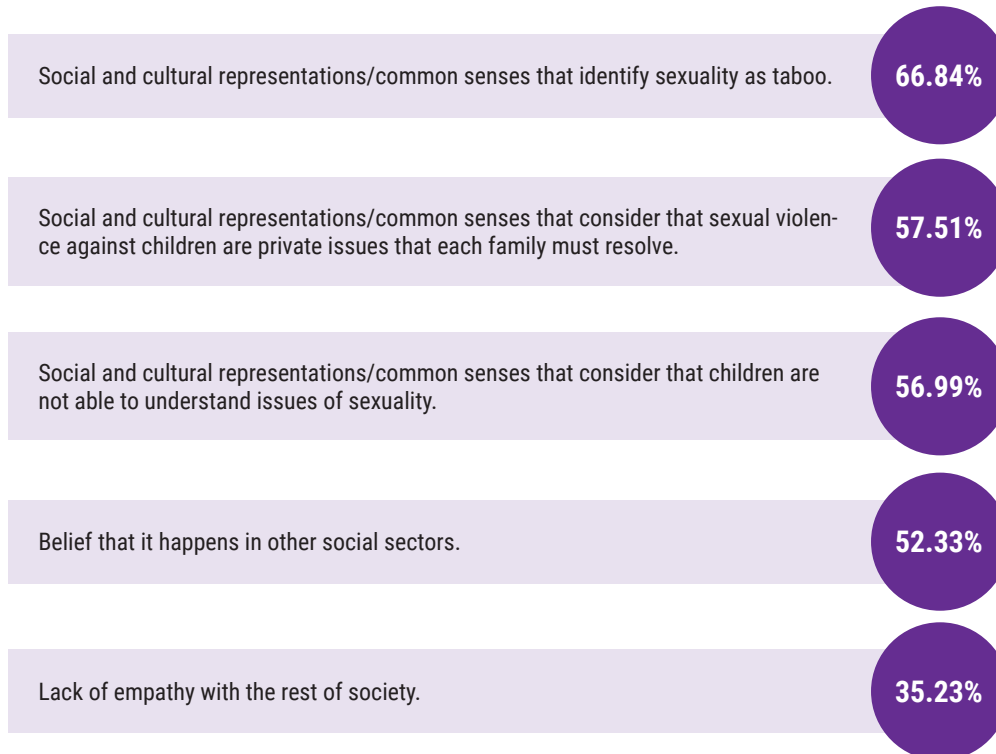 Social and cultural representations/common senses that identify sexuality as taboo.
66.84%
Social and cultural representations/common senses that consider that sexual violen-
ce against children are private issues that each family must resolve.
57.51%
Social and cultural representations/common senses that consider that children are
not able to understand issues of sexuality.
56.99%
Belief that it happens in other social sectors.
52.33%
Lack of empathy with the rest of society.
35.23%